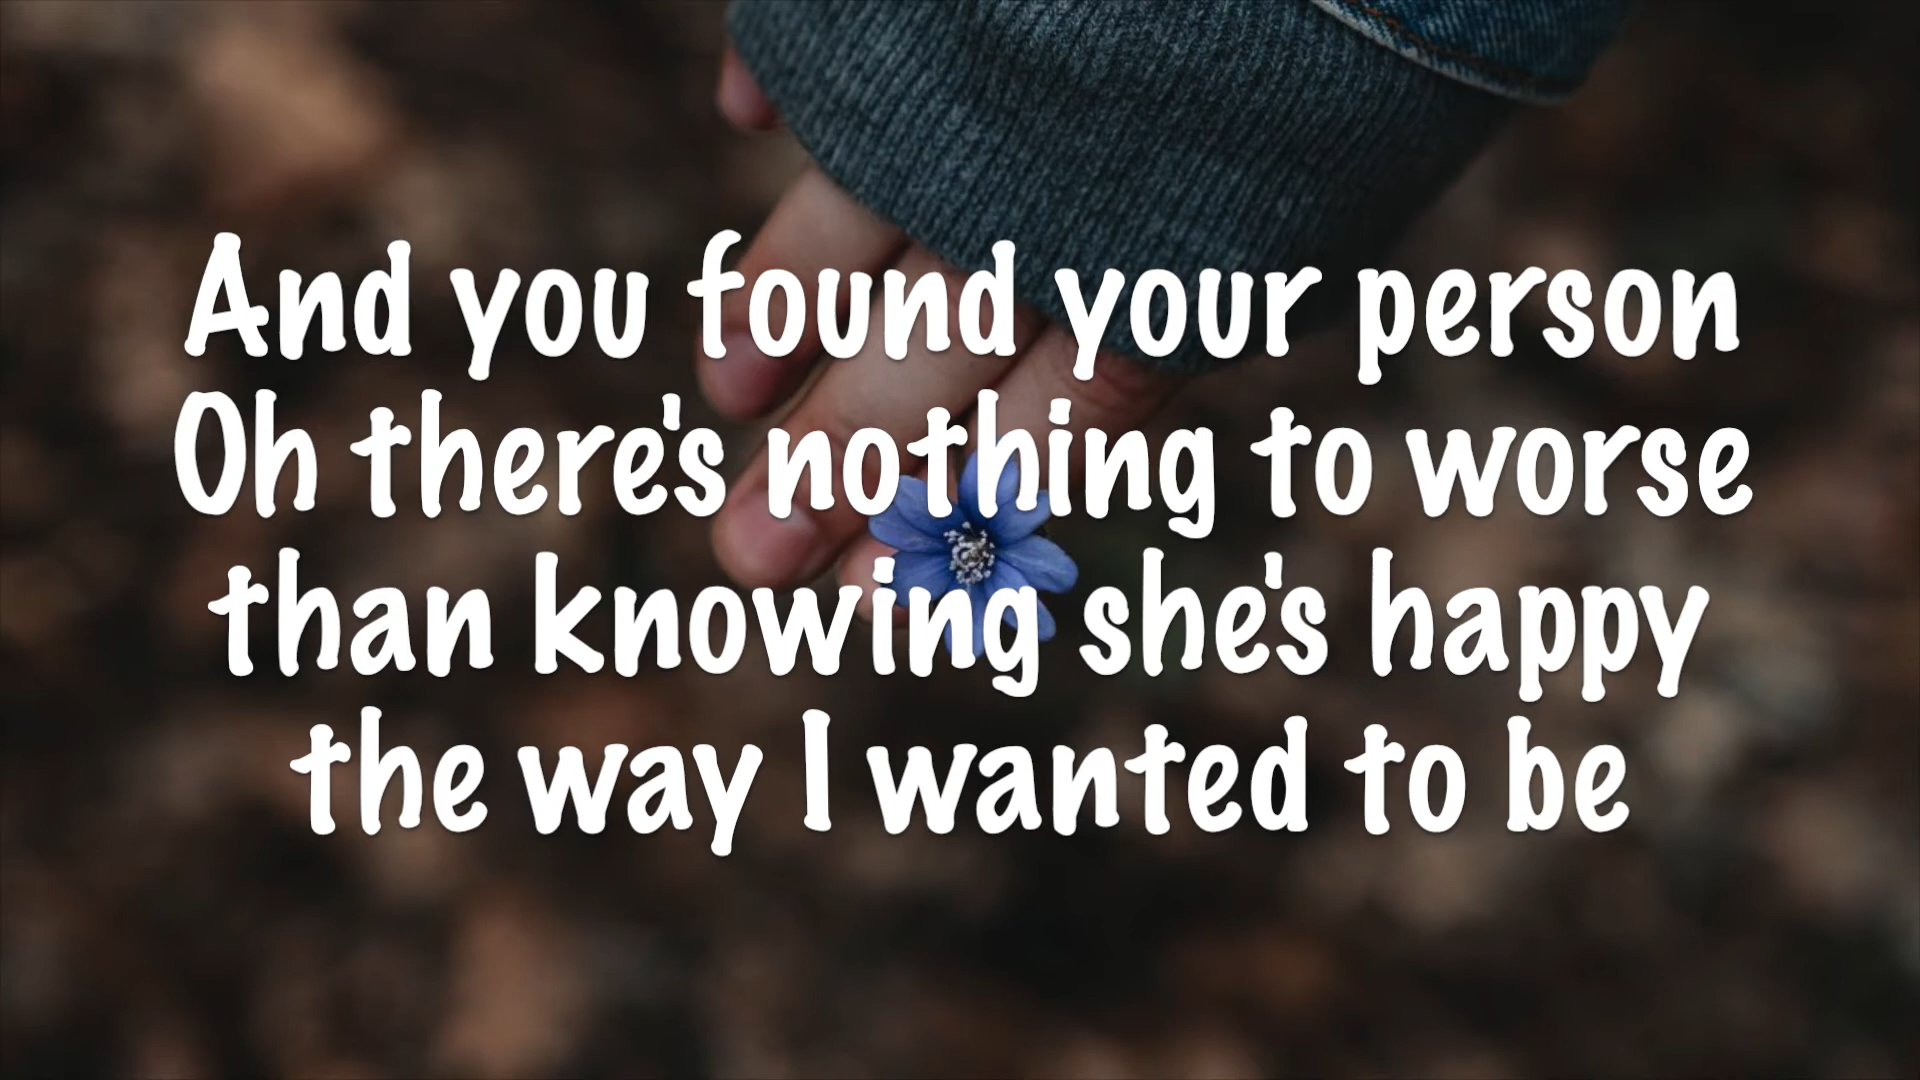 And you found your person
Oh there's nothing to worse
than knowing she's happy
the way I wanted to be